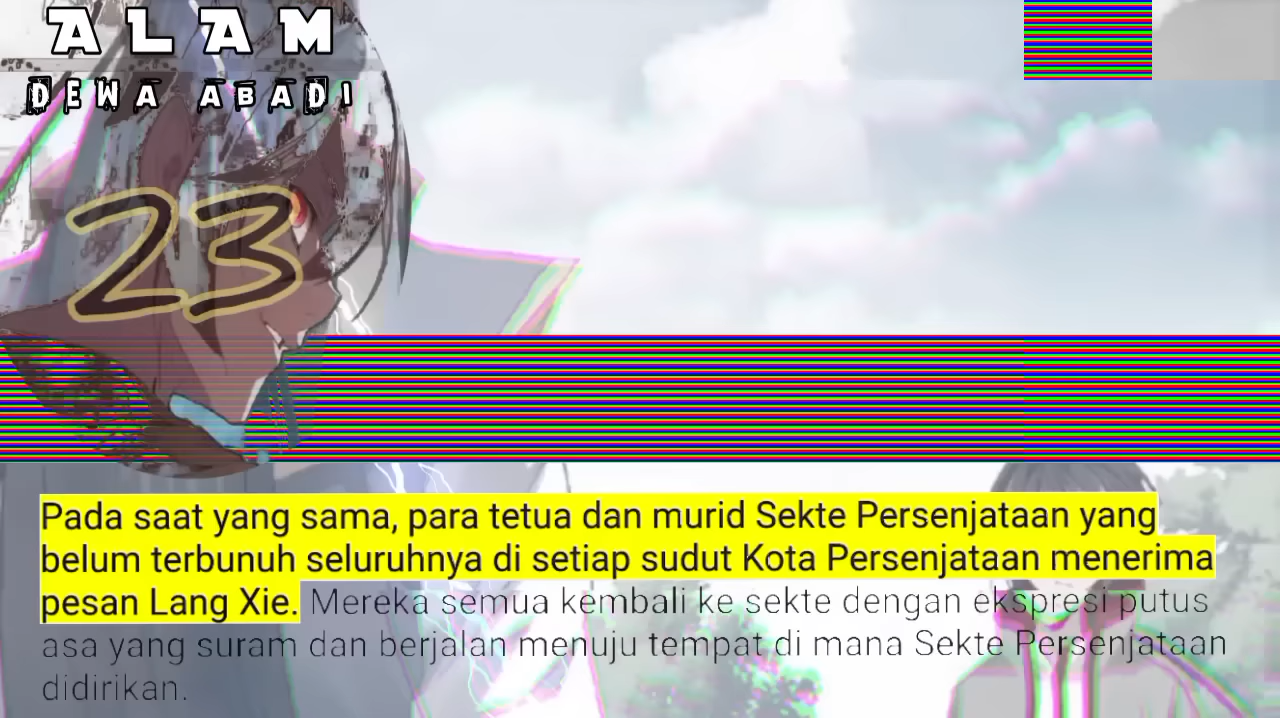 ALAM
DEWA ABADI
23
Pada saat yang sama, para tetua dan murid Sekte Persenjataan yang
belum terbunuh seluruhnya di setiap sudut Kota Persenjataan menerima
pesan Lang Xie. Mereka semua kembali ke sekte dengan ekspresi putus
asa yang suram dan berjalan menuju tempat di mana Sekte Persenjataan
didirikan.